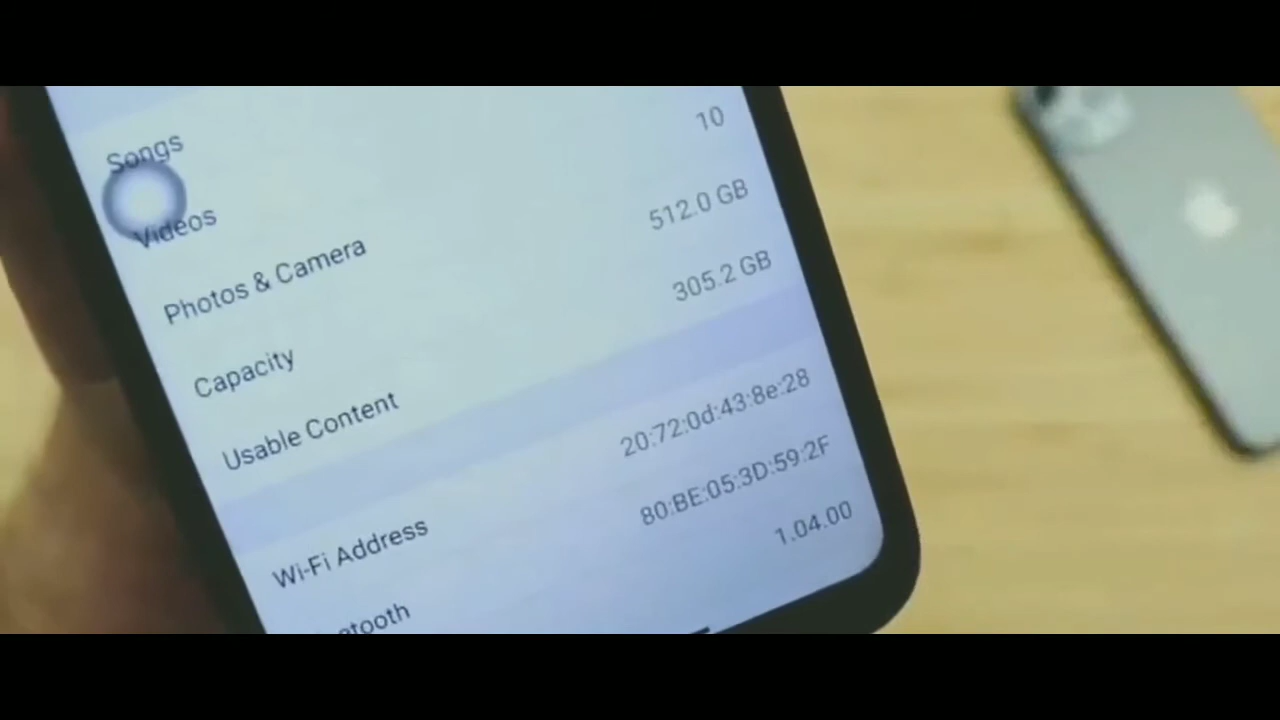 Songs
Videos
Photos & Camera 10
Capacity 512.0 GB
Usable Content 305.2 GB
Wi-Fi Address 20:72:0d:43:8e:28
etooth 80:BE:05:3D:59:2F
1.04.00